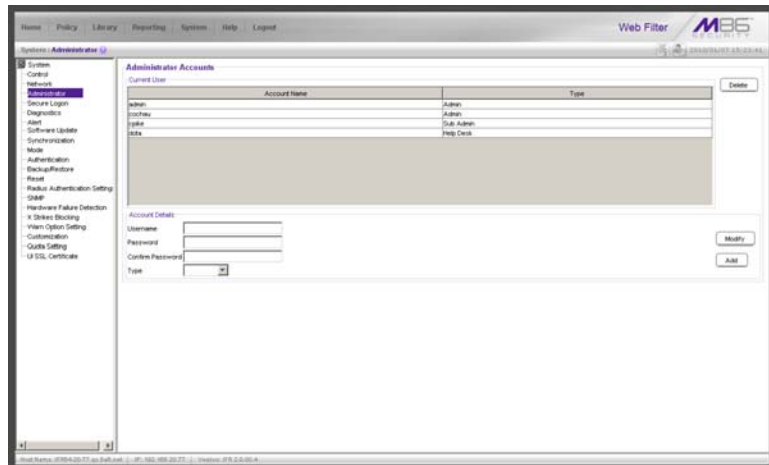 Home Policy Library Reporting System Help Logout
Web Filter
M86
SECURITY
System : Administrator
System
Control
Network
Administrator
Secure Logon
Diagnostics
Alert
Software Update
Synchronization
Mode
Authentication
Backup/Restore
Reset
Radius Authentication Setting
SNMP
Hardware Failure Detection
X Strikes Blocking
Warn Option Setting
Customization
Quota Setting
UI SSL Certificate
Administrator Accounts
Current User
Account Name Type
admin Admin
Admin
Sub Admin
Help Desk
Delete
Account Details
Username
Password
Confirm Password
Type
Modify
Add